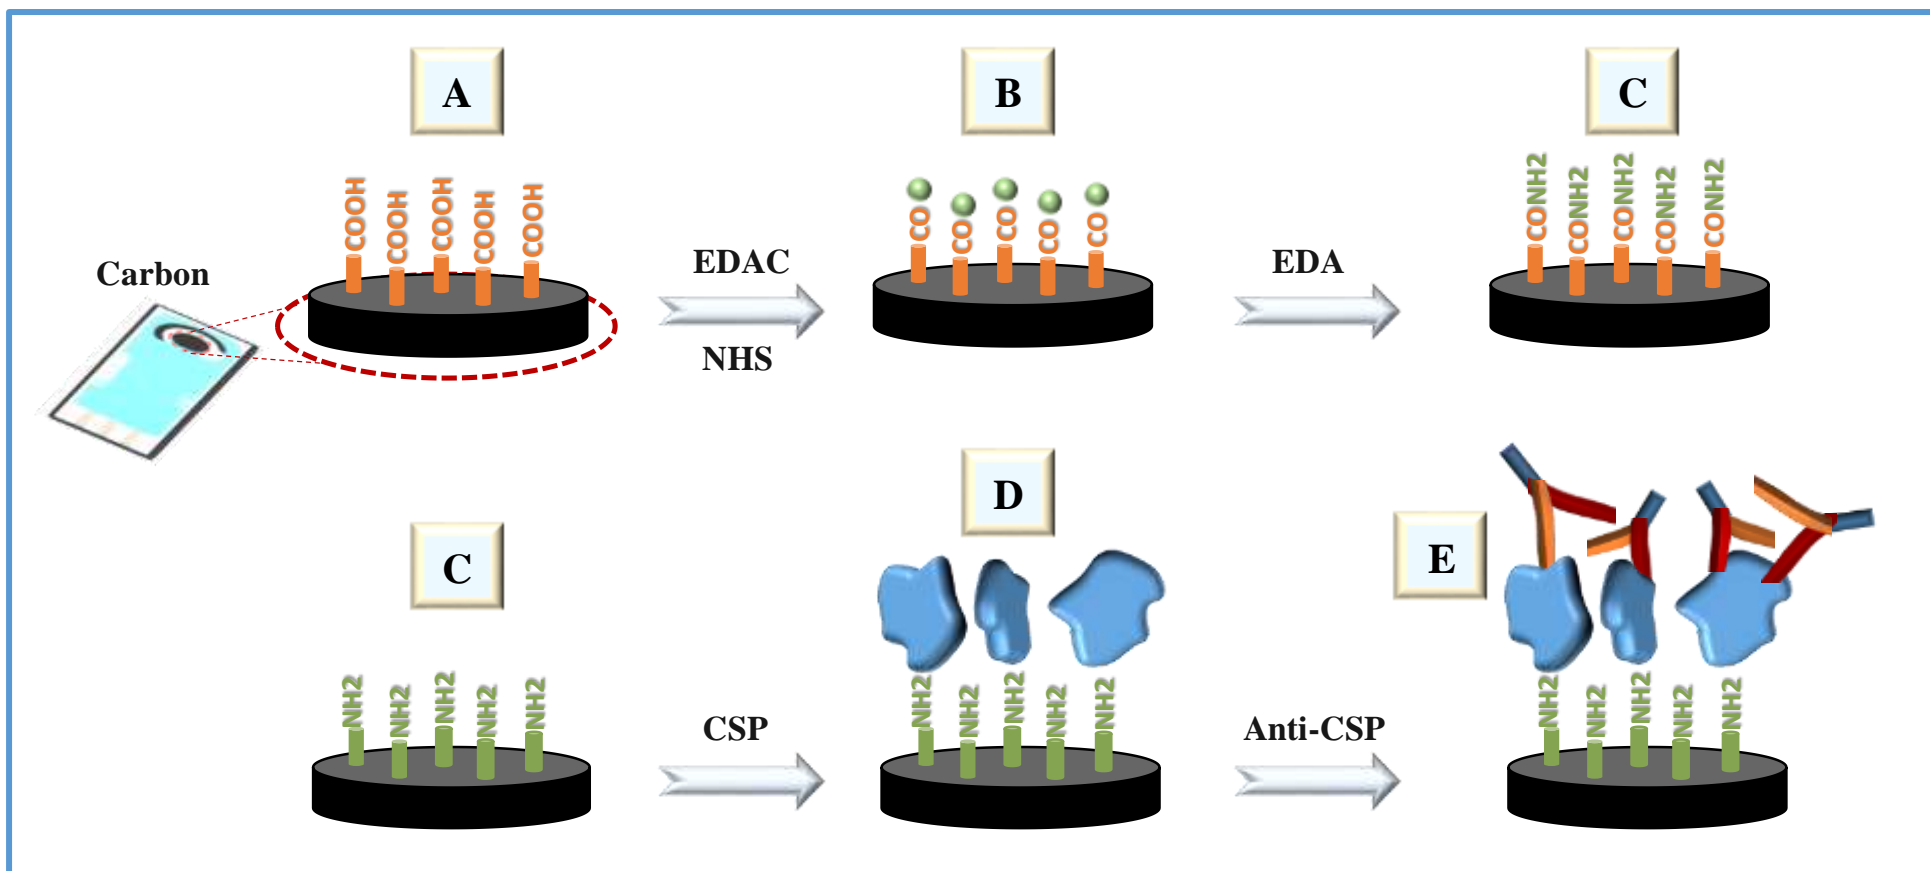 A
B
C
COOH COOH COOH COOH COOH
CO CO CO CO CO
CONH2 CONH2 CONH2 CONH2 CONH2
Carbon
EDAC
NHS
EDA
C
D
E
NH2 NH2 NH2 NH2 NH2
CSP
NH2 NH2 NH2 NH2 NH2
Anti-CSP
NH2 NH2 NH2 NH2 NH2